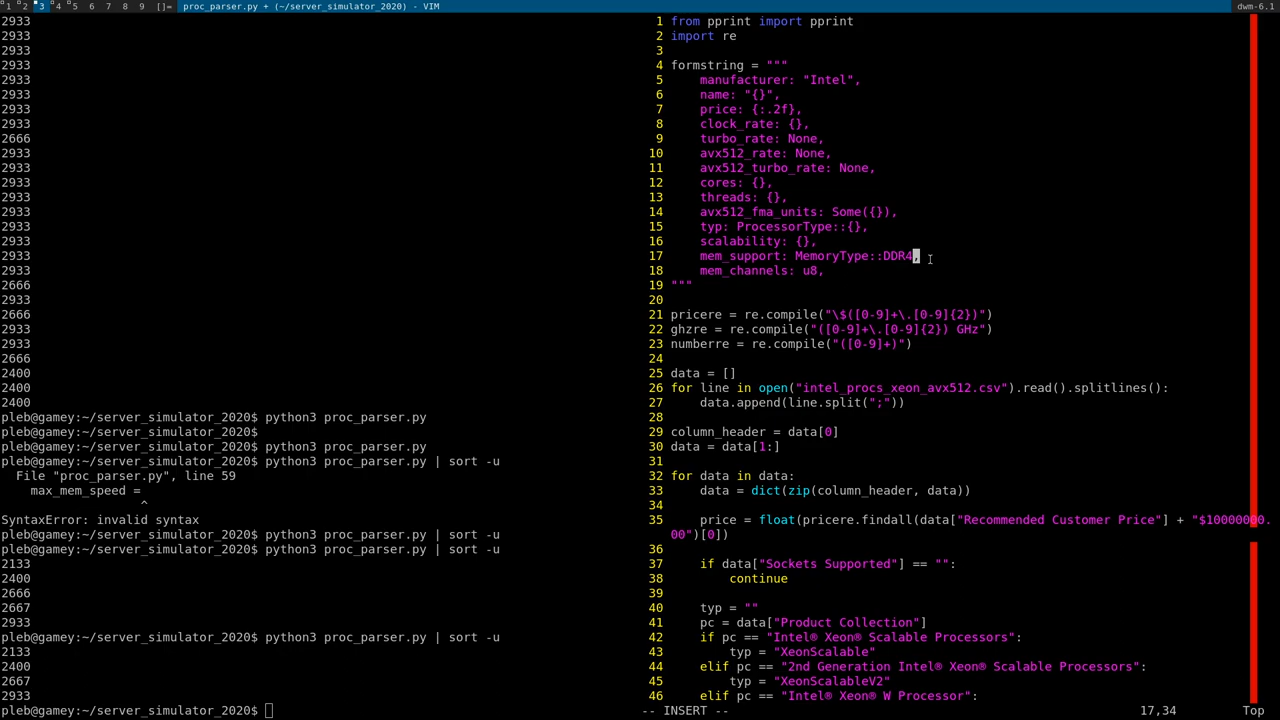 1 2 3 4 5 6 7 8 9 []= proc_parser.py + (~/server_simulator_2020) - VIM dwm-6.1
2933
2933
2933
2933
2933
2933
2933
2933
2666
2933
2933
2933
2933
2933
2933
2933
2933
2933
2666
2933
2666
2933
2933
2666
2400
2400
2400
pleb@gamey:~/server_simulator_2020$ python3 proc_parser.py
pleb@gamey:~/server_simulator_2020$
pleb@gamey:~/server_simulator_2020$ python3 proc_parser.py
pleb@gamey:~/server_simulator_2020$ python3 proc_parser.py | sort -u
  File "proc_parser.py", line 59
    max_mem_speed =
                   ^
SyntaxError: invalid syntax
pleb@gamey:~/server_simulator_2020$ python3 proc_parser.py | sort -u
pleb@gamey:~/server_simulator_2020$ python3 proc_parser.py | sort -u
2133
2400
2666
2667
2933
pleb@gamey:~/server_simulator_2020$ python3 proc_parser.py | sort -u
2133
2400
2667
2933
pleb@gamey:~/server_simulator_2020$
1 from pprint import pprint
2 import re
3
4 formstring = """
5     manufacturer: "Intel",
6     name: "{}",
7     price: {:.2f},
8     clock_rate: {},
9     turbo_rate: None,
10     avx512_rate: None,
11     avx512_turbo_rate: None,
12     cores: {},
13     threads: {},
14     avx512_fma_units: Some({}),
15     typ: ProcessorType::{},
16     scalability: {},
17     mem_support: MemoryType::DDR4,
18     mem_channels: u8,
19 """
20
21 pricere = re.compile("\$([0-9]+\.[0-9]{2})")
22 ghzre = re.compile("([0-9]+\.[0-9]{2}) GHz")
23 numberre = re.compile("([0-9]+)")
24
25 data = []
26 for line in open("intel_procs_xeon_avx512.csv").read().splitlines():
27     data.append(line.split(";"))
28
29 column_header = data[0]
30 data = data[1:]
31
32 for data in data:
33     data = dict(zip(column_header, data))
34
35     price = float(pricere.findall(data["Recommended Customer Price"] + "$10000000.
00")[0])
36
37     if data["Sockets Supported"] == "":
38         continue
39
40     typ = ""
41     pc = data["Product Collection"]
42     if pc == "Intel® Xeon® Scalable Processors":
43         typ = "XeonScalable"
44     elif pc == "2nd Generation Intel® Xeon® Scalable Processors":
45         typ = "XeonScalableV2"
46     elif pc == "Intel® Xeon® W Processor":
-- INSERT -- 17,34 Top